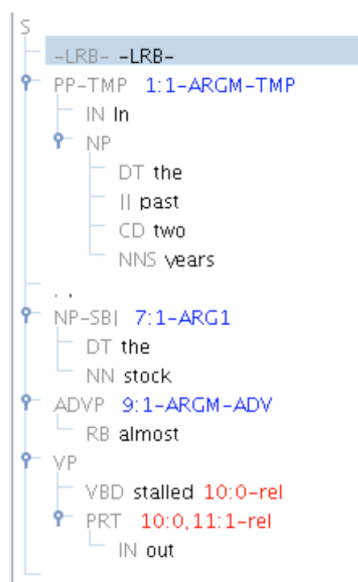 S
-LRB- -LRB-
PP-TMP 1:1-ARGM-TMP
IN In
NP
DT the
JJ past
CD two
NNS years
, ,
NP-SBJ 7:1-ARG1
DT the
NN stock
ADVP 9:1-ARGM-ADV
RB almost
VP
VBD stalled 10:0-rel
PRT 10:0,11:1-rel
IN out